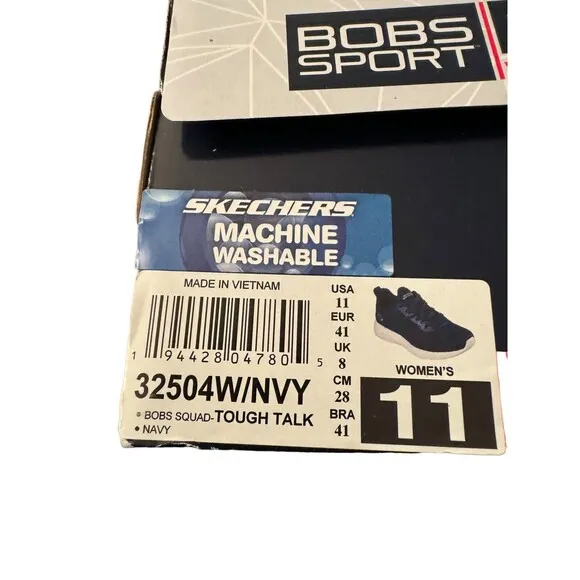 BOBS
SPORT
SKECHERS
MACHINE
WASHABLE
MADE IN VIETNAM
1 94428 04780 5
32504W/NVY
BOBS SQUAD-TOUGH TALK
• NAVY
USA
11
EUR
41
UK
8
CM
28
BRA
41
WOMEN'S
11